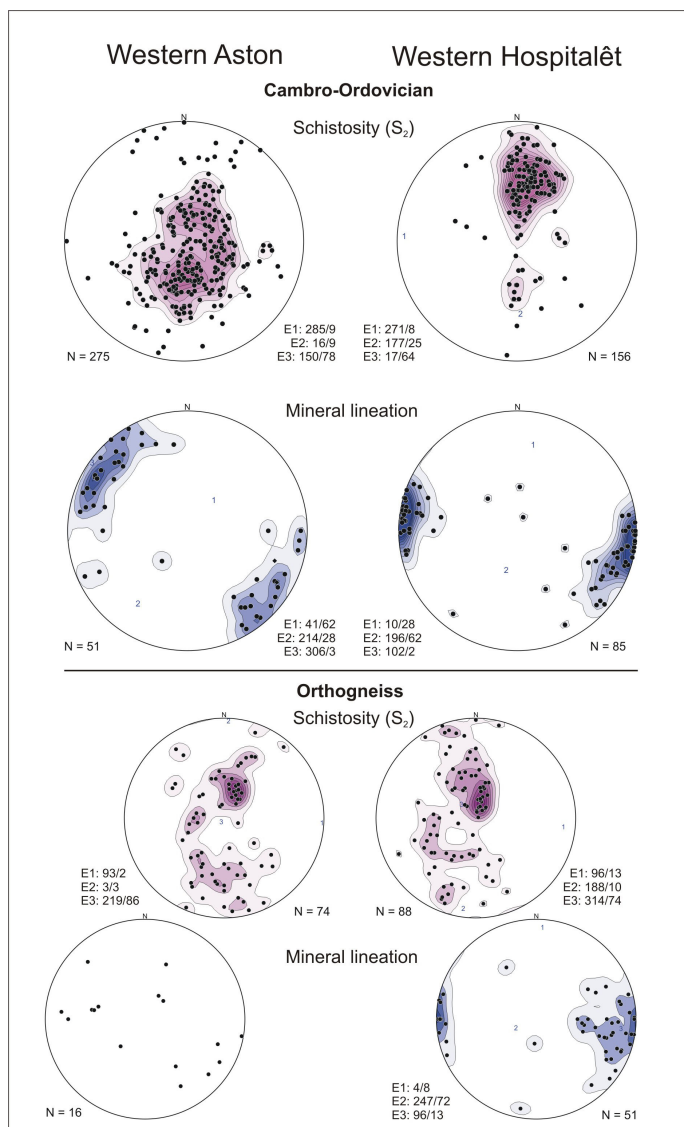 Western Aston
Western Hospitalêt
Cambro-Ordovician
Schistosity (S2)
N
N
1
2
E1: 285/9
E2: 16/9
E3: 150/78
E1: 271/8
E2: 177/25
E3: 17/64
N = 275
N = 156
Mineral lineation
N
N
3
1
2
1
2
E1: 41/62
E2: 214/28
E3: 306/3
E1: 10/28
E2: 196/62
E3: 102/2
N = 51
N = 85
Orthogneiss
Schistosity (S2)
N
2
3
1
N
1
2
E1: 93/2
E2: 3/3
E3: 219/86
E1: 96/13
E2: 188/10
E3: 314/74
N = 74
N = 88
Mineral lineation
N
N
1
2
3
E1: 4/8
E2: 247/72
E3: 96/13
N = 16
N = 51